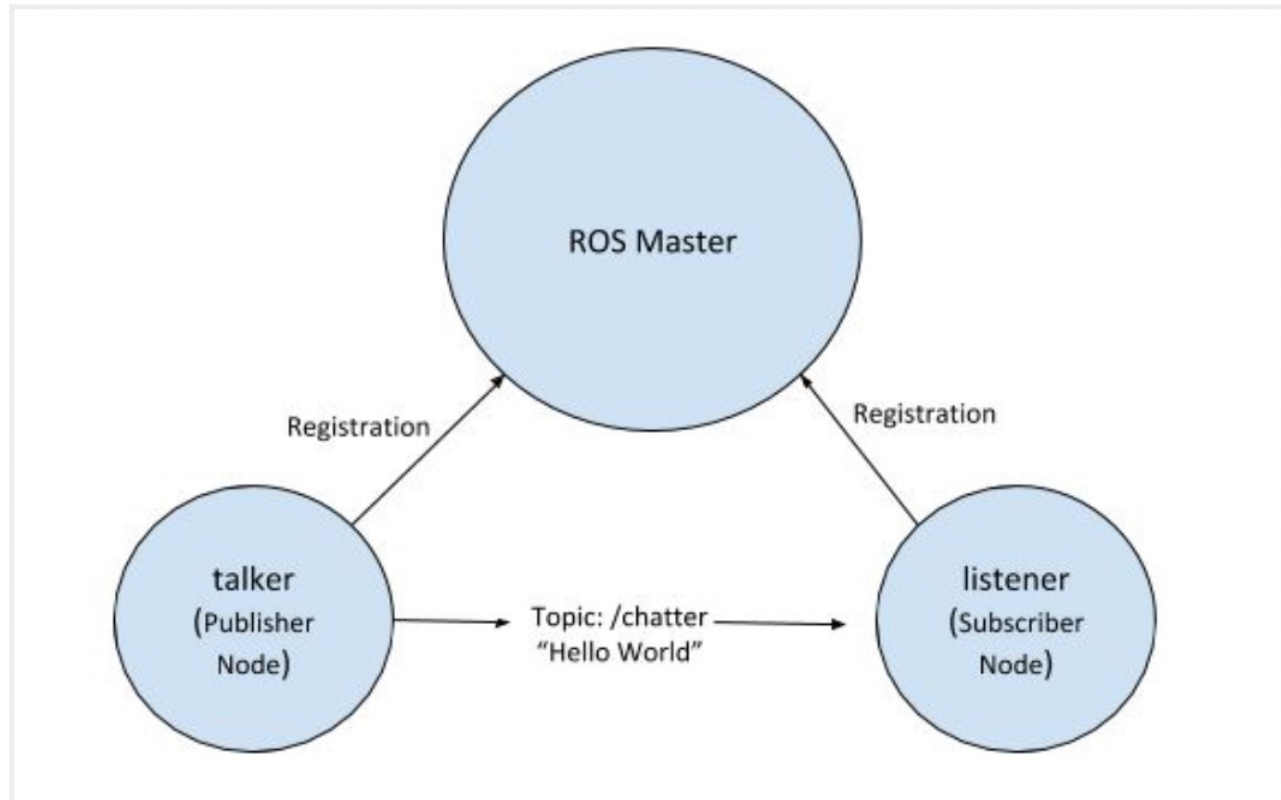 ROS Master
Registration
Registration
talker
(Publisher
Node)
Topic: /chatter
“Hello World”
listener
(Subscriber
Node)